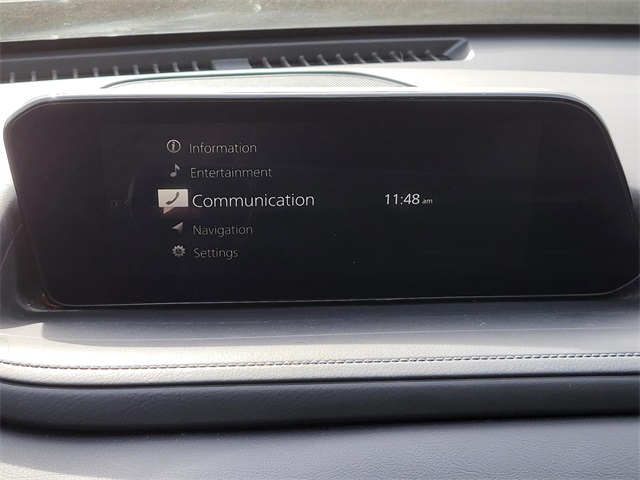 Information
Entertainment
Communication
11:48 am
Navigation
Settings